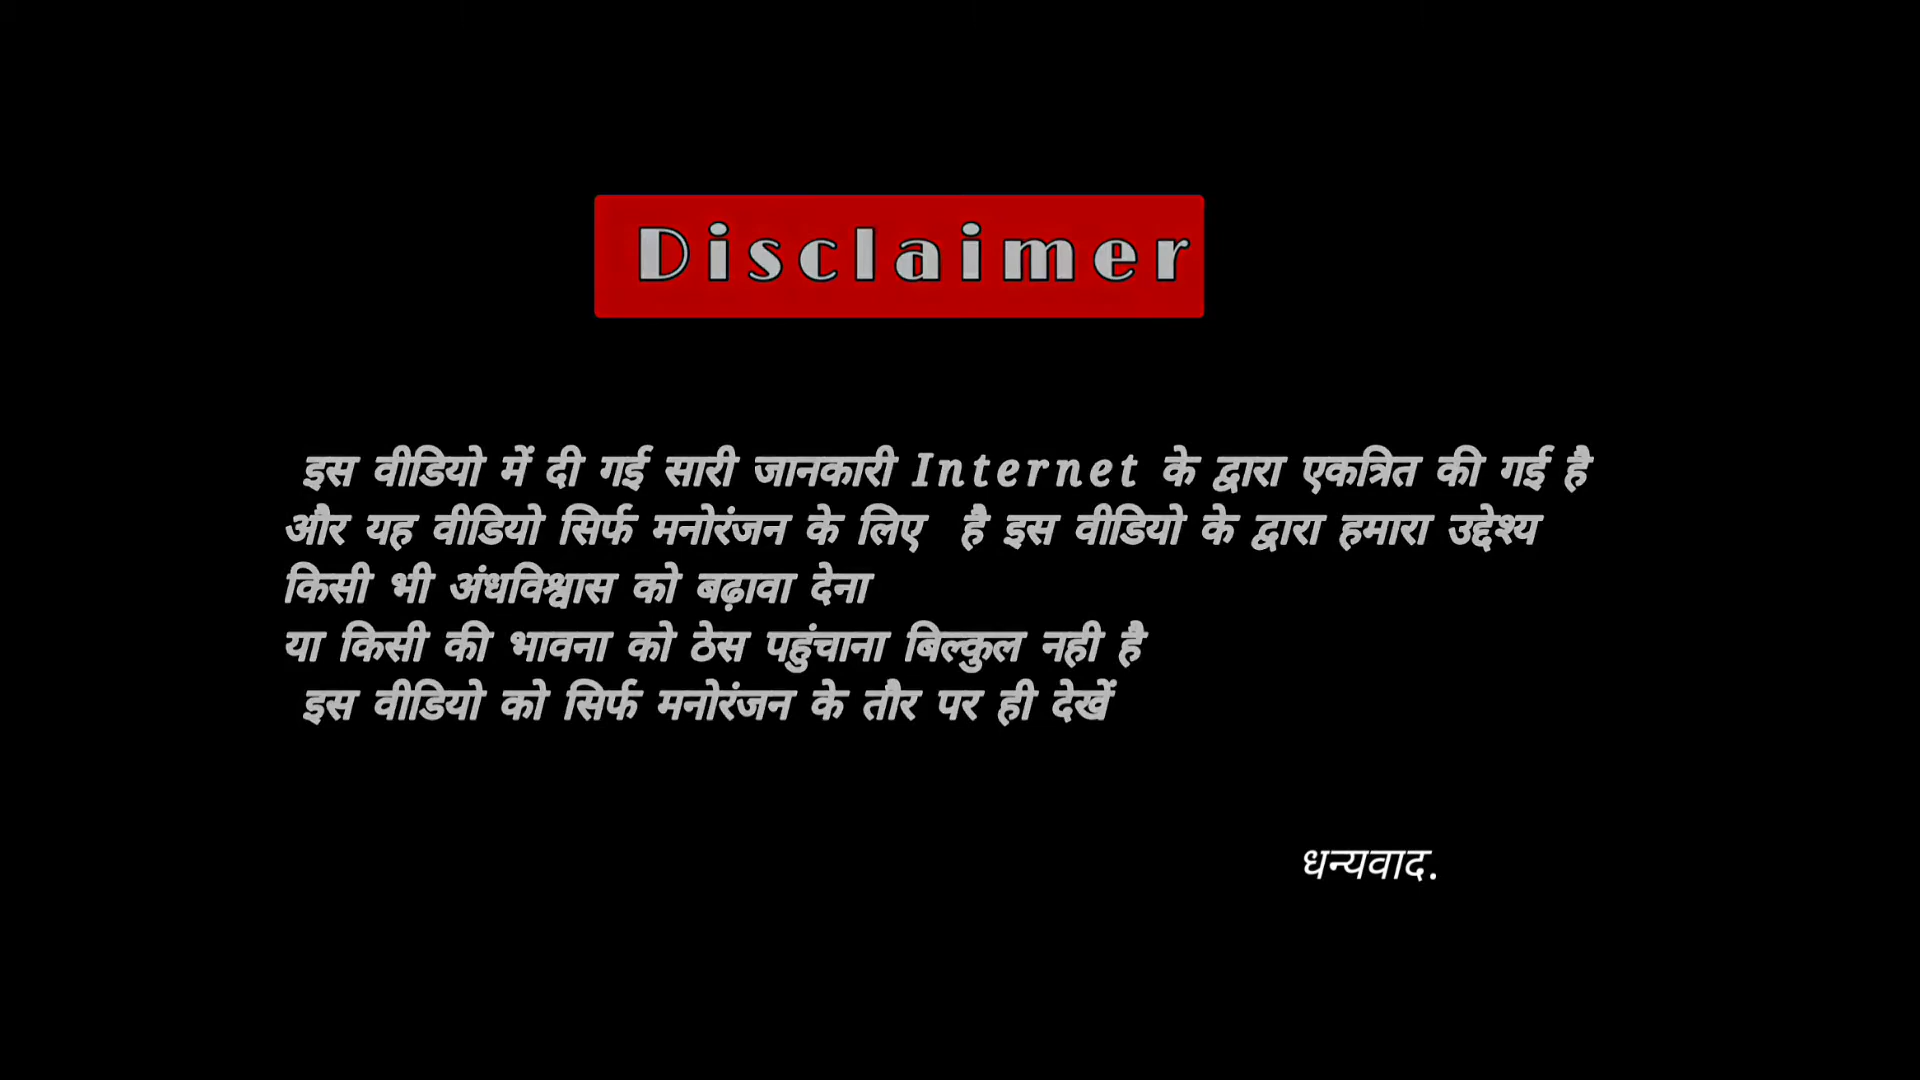 Disclaimer
इस वीडियो में दी गई सारी जानकारी Internet के द्वारा एकत्रित की गई है
और यह वीडियो सिर्फ मनोरंजन के लिए है इस वीडियो के द्वारा हमारा उद्देश्य
किसी भी अंधविश्वास को बढ़ावा देना
या किसी की भावना को ठेस पहुंचाना बिल्कुल नही है
इस वीडियो को सिर्फ मनोरंजन के तौर पर ही देखें
धन्यवाद.